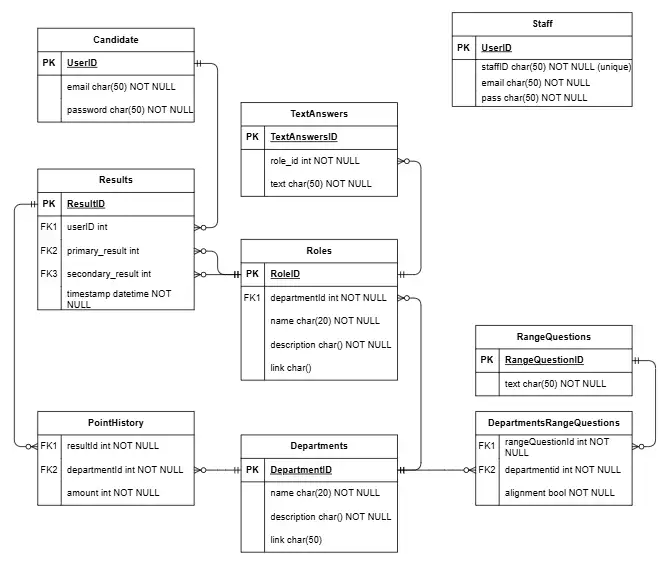 Candidate
PK UserID
email char(50) NOT NULL
password char(50) NOT NULL
Staff
PK UserID
staffID char(50) NOT NULL (unique)
email char(50) NOT NULL
pass char(50) NOT NULL
TextAnswers
PK TextAnswersID
role_id int NOT NULL
text char(50) NOT NULL
Results
PK ResultID
FK1 userID int
FK2 primary_result int
FK3 secondary_result int
timestamp datetime NOT
NULL
Roles
PK RoleID
FK1 departmentId int NOT NULL
name char(20) NOT NULL
description char() NOT NULL
link char()
RangeQuestions
PK RangeQuestionID
text char(50) NOT NULL
PointHistory
FK1 resultId int NOT NULL
FK2 departmentId int NOT NULL
amount int NOT NULL
Departments
PK DepartmentID
name char(20) NOT NULL
description char() NOT NULL
link char(50)
DepartmentsRangeQuestions
FK1 rangeQuestionId int NOT
NULL
FK2 departmentid int NOT NULL
alignment bool NOT NULL